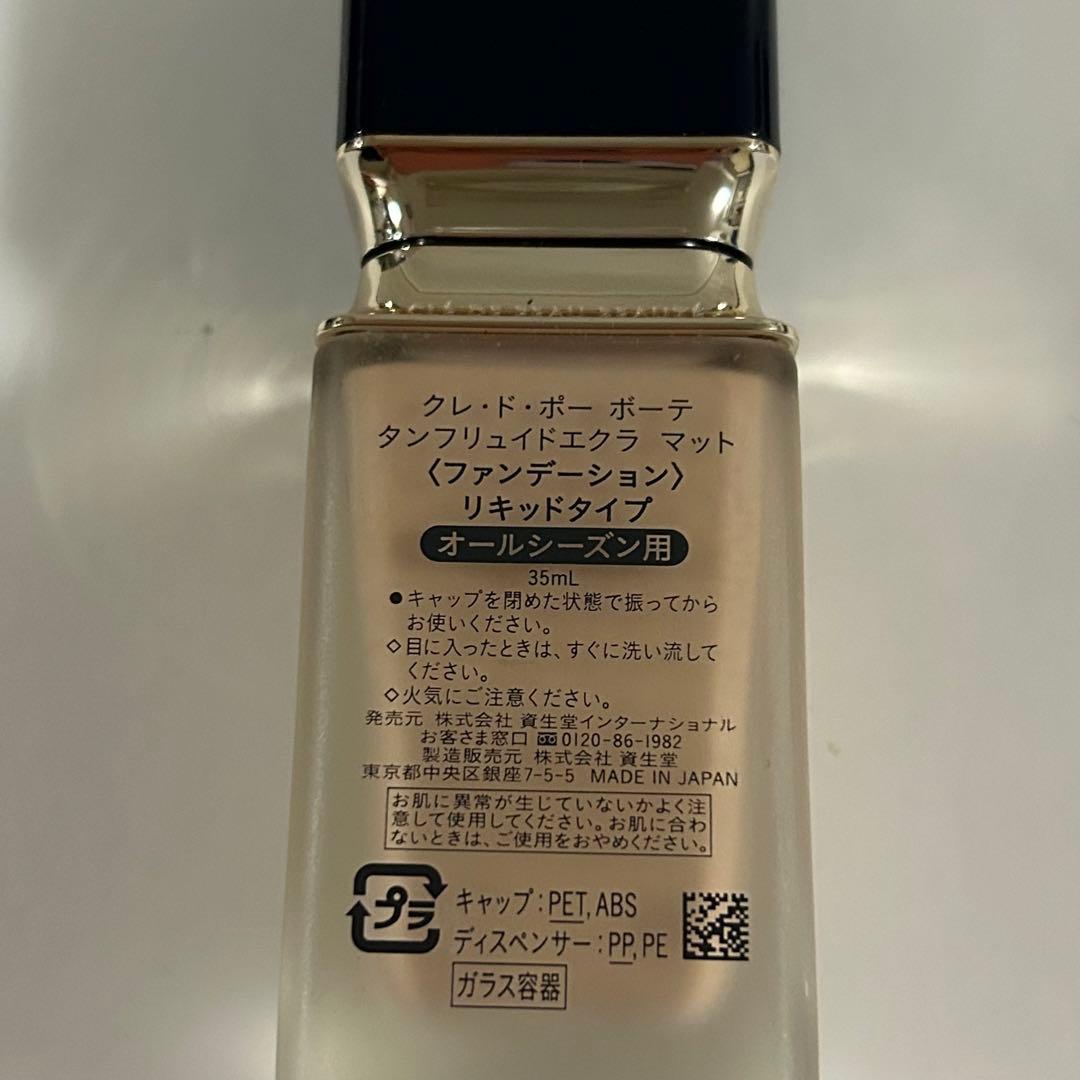 クレ・ド・ポー ボーテ
タンフリュイドエクラ マット
〈ファンデーション〉
リキッドタイプ
オールシーズン用
35mL
●キャップを閉めた状態で振ってから
お使いください。
◇目に入ったときは、すぐに洗い流して
ください。
◇火気にご注意ください。
発売元 株式会社 資生堂インターナショナル
お客さま窓口 0120-86-1982
製造販売元 株式会社 資生堂
東京都中央区銀座7-5-5 MADE IN JAPAN
お肌に異常が生じていないかよく注
意して使用してください。お肌に合わ
ないときは、ご使用をおやめください。
プラ
キャップ：PET, ABS
ディスペンサー：PP, PE
ガラス容器